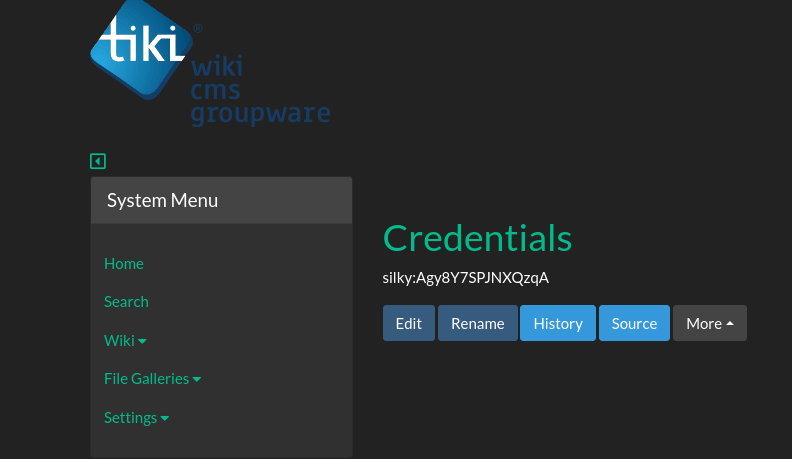 tiki®
wiki
cms
groupware
System Menu
Home
Search
Wiki
File Galleries
Settings
Credentials
silky:Agy8Y7SPJNXQzqA
Edit Rename History Source More